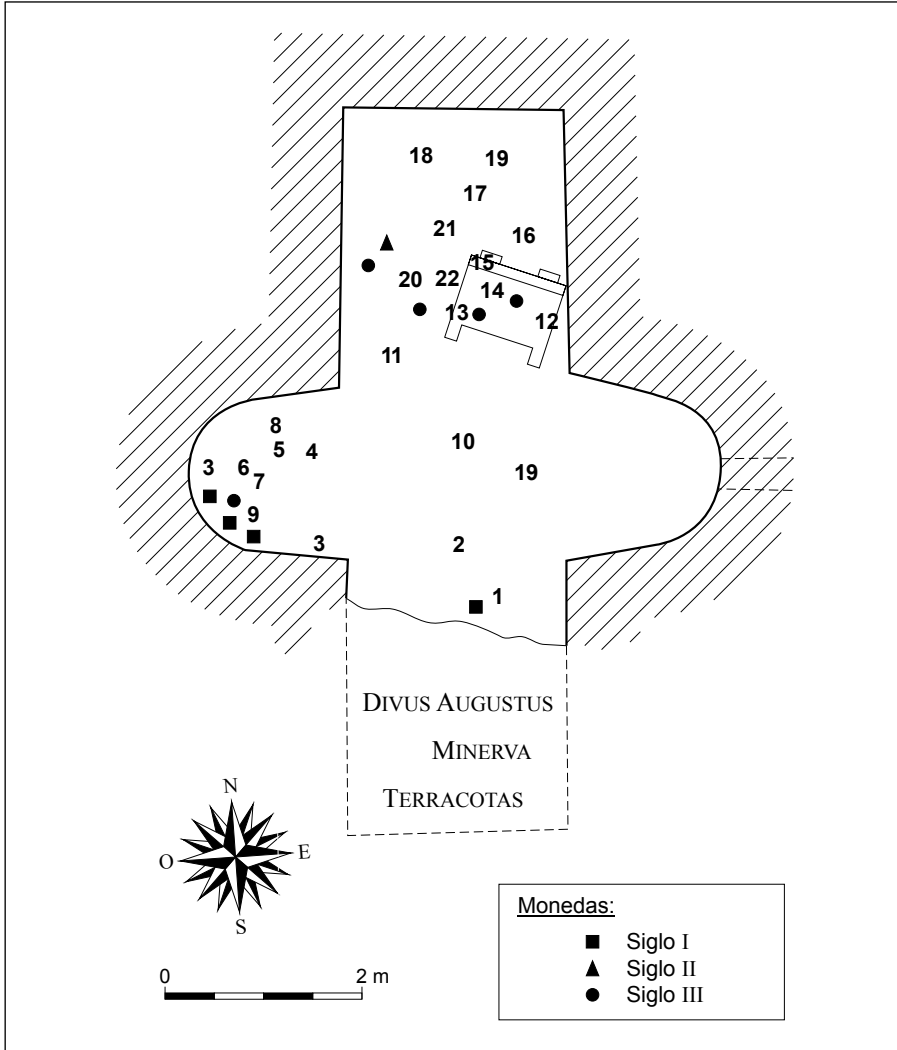 18 19
17
21 16
15
20 22 14
13 12
11
8
5 4 10
3 6 7 19
9
3 2
1
DIVUS AUGUSTUS
MINERVA
TERRACOTAS
N
O E
S
0 2 m
Monedas:
Siglo I
Siglo II
Siglo III